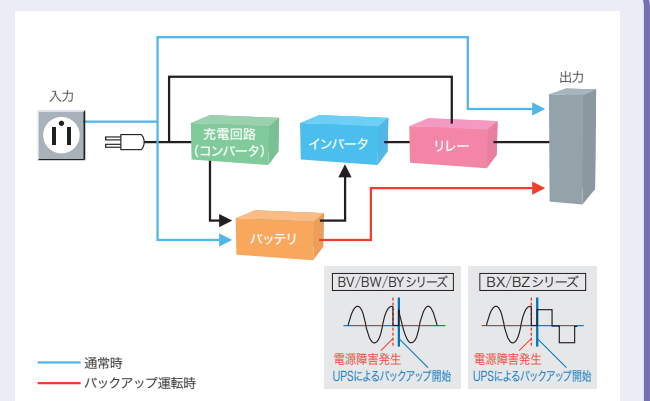 入力
出力
充電回路
(コンバータ)
インバータ
リレー
バッテリ
BV/BW/BYシリーズ
BX/BZシリーズ
電源障害発生
UPSによるバックアップ開始
電源障害発生
UPSによるバックアップ開始
通常時
バックアップ運転時